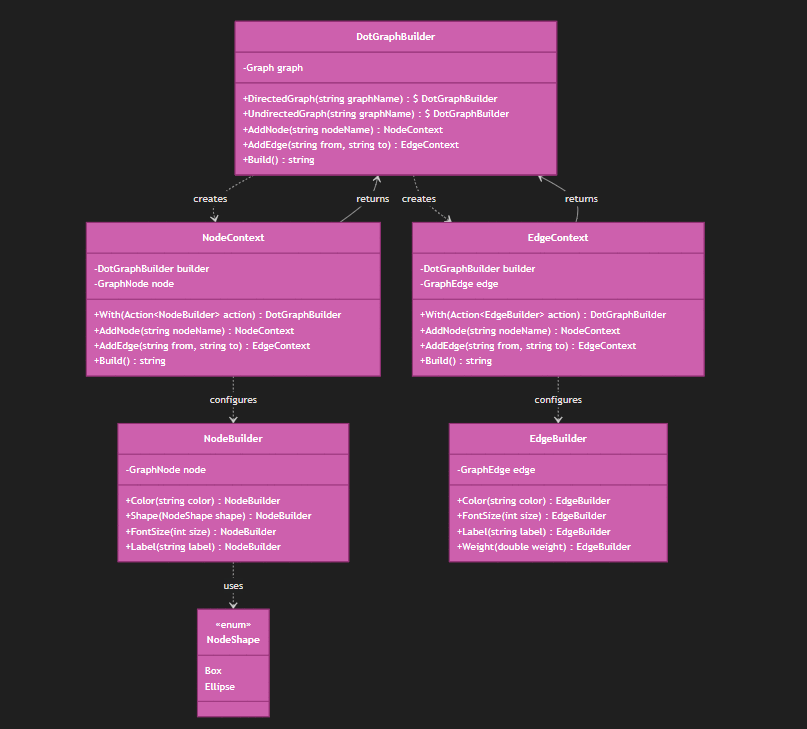 DotGraphBuilder
-Graph graph
+DirectedGraph(string graphName) : $ DotGraphBuilder
+UndirectedGraph(string graphName) : $ DotGraphBuilder
+AddNode(string nodeName) : NodeContext
+AddEdge(string from, string to) : EdgeContext
+Build() : string
creates
returns
creates
returns
NodeContext
-DotGraphBuilder builder
-GraphNode node
+With(Action<NodeBuilder> action) : DotGraphBuilder
+AddNode(string nodeName) : NodeContext
+AddEdge(string from, string to) : EdgeContext
+Build() : string
EdgeContext
-DotGraphBuilder builder
-GraphEdge edge
+With(Action<EdgeBuilder> action) : DotGraphBuilder
+AddNode(string nodeName) : NodeContext
+AddEdge(string from, string to) : EdgeContext
+Build() : string
configures
configures
NodeBuilder
-GraphNode node
+Color(string color) : NodeBuilder
+Shape(NodeShape shape) : NodeBuilder
+FontSize(int size) : NodeBuilder
+Label(string label) : NodeBuilder
EdgeBuilder
-GraphEdge edge
+Color(string color) : EdgeBuilder
+FontSize(int size) : EdgeBuilder
+Label(string label) : EdgeBuilder
+Weight(double weight) : EdgeBuilder
uses
«enum»
NodeShape
Box
Ellipse